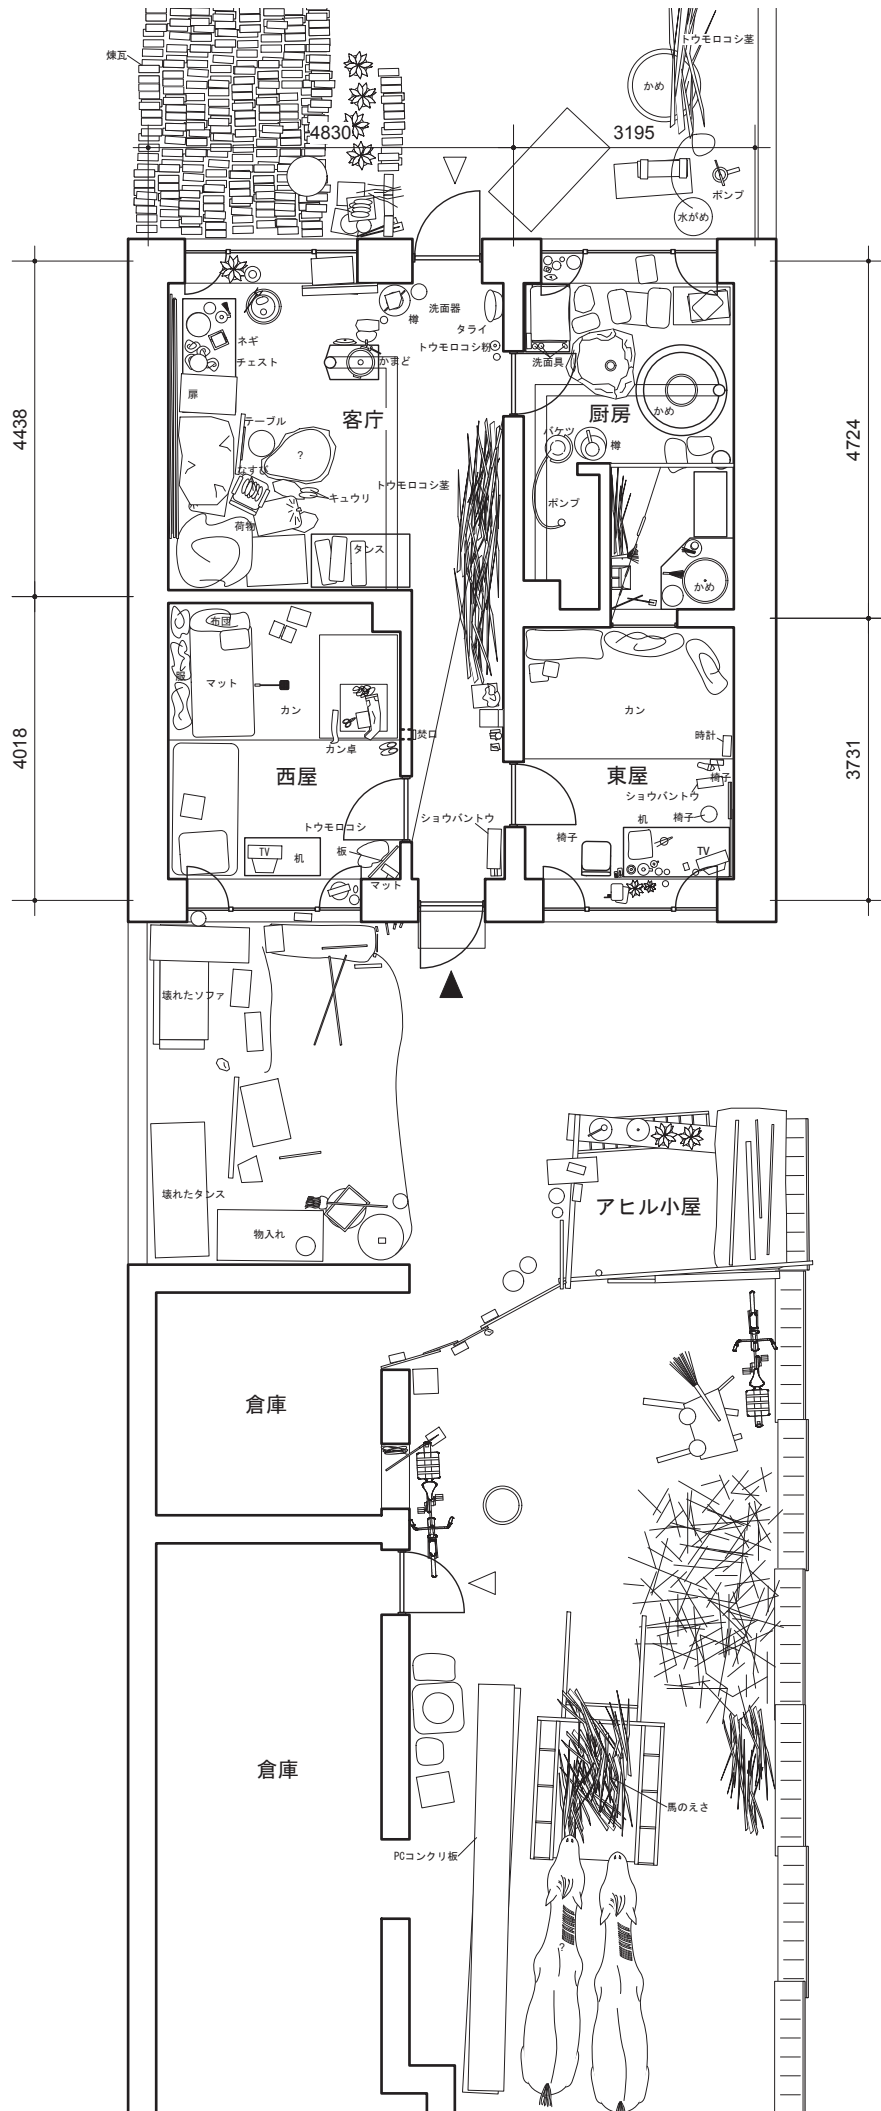 トウモロコシ茎
煉瓦
かめ
4830
3195
ポンプ
水がめ
洗面器
樽
タライ
ネギ
トウモロコシ粉
チェスト
かまど
洗面具
扉
テーブル
客庁
厨房
かめ
4438
4724
バケツ
樽
?
なすび
トウモロコシ茎
キュウリ
ポンプ
荷物
タンス
かめ
布団
服
マット
カン
カン
焚口
カン卓
時計
4018
3731
西屋
東屋
椅子
ショウバントウ
トウモロコシ
ショウバントウ
机
椅子
椅子
TV
机
板
TV
マット
壊れたソファ
壊れたタンス
アヒル小屋
物入れ
倉庫
倉庫
馬のえさ
PCコンクリ板
?